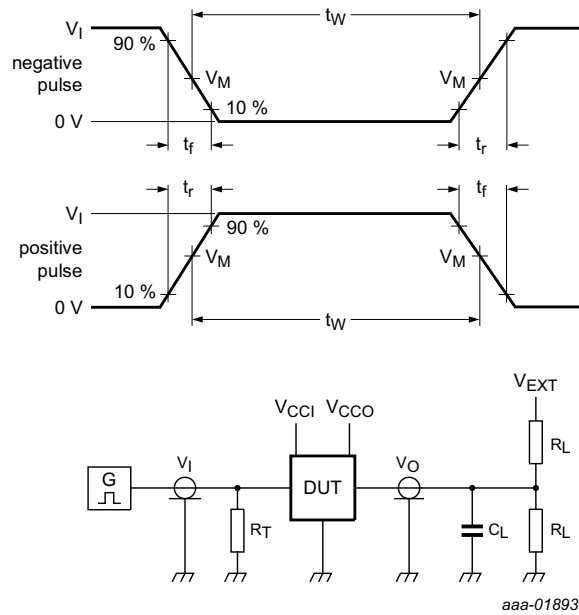 V_I
90 %
negative
pulse
0 V
t_W
V_M
V_M
10 %
t_f
t_r
t_r
t_f
V_I
positive
pulse
0 V
90 %
V_M
V_M
10 %
t_W
V_EXT
V_CCI
V_CCO
R_L
G
V_I
DUT
V_O
R_T
C_L
R_L
aaa-01893